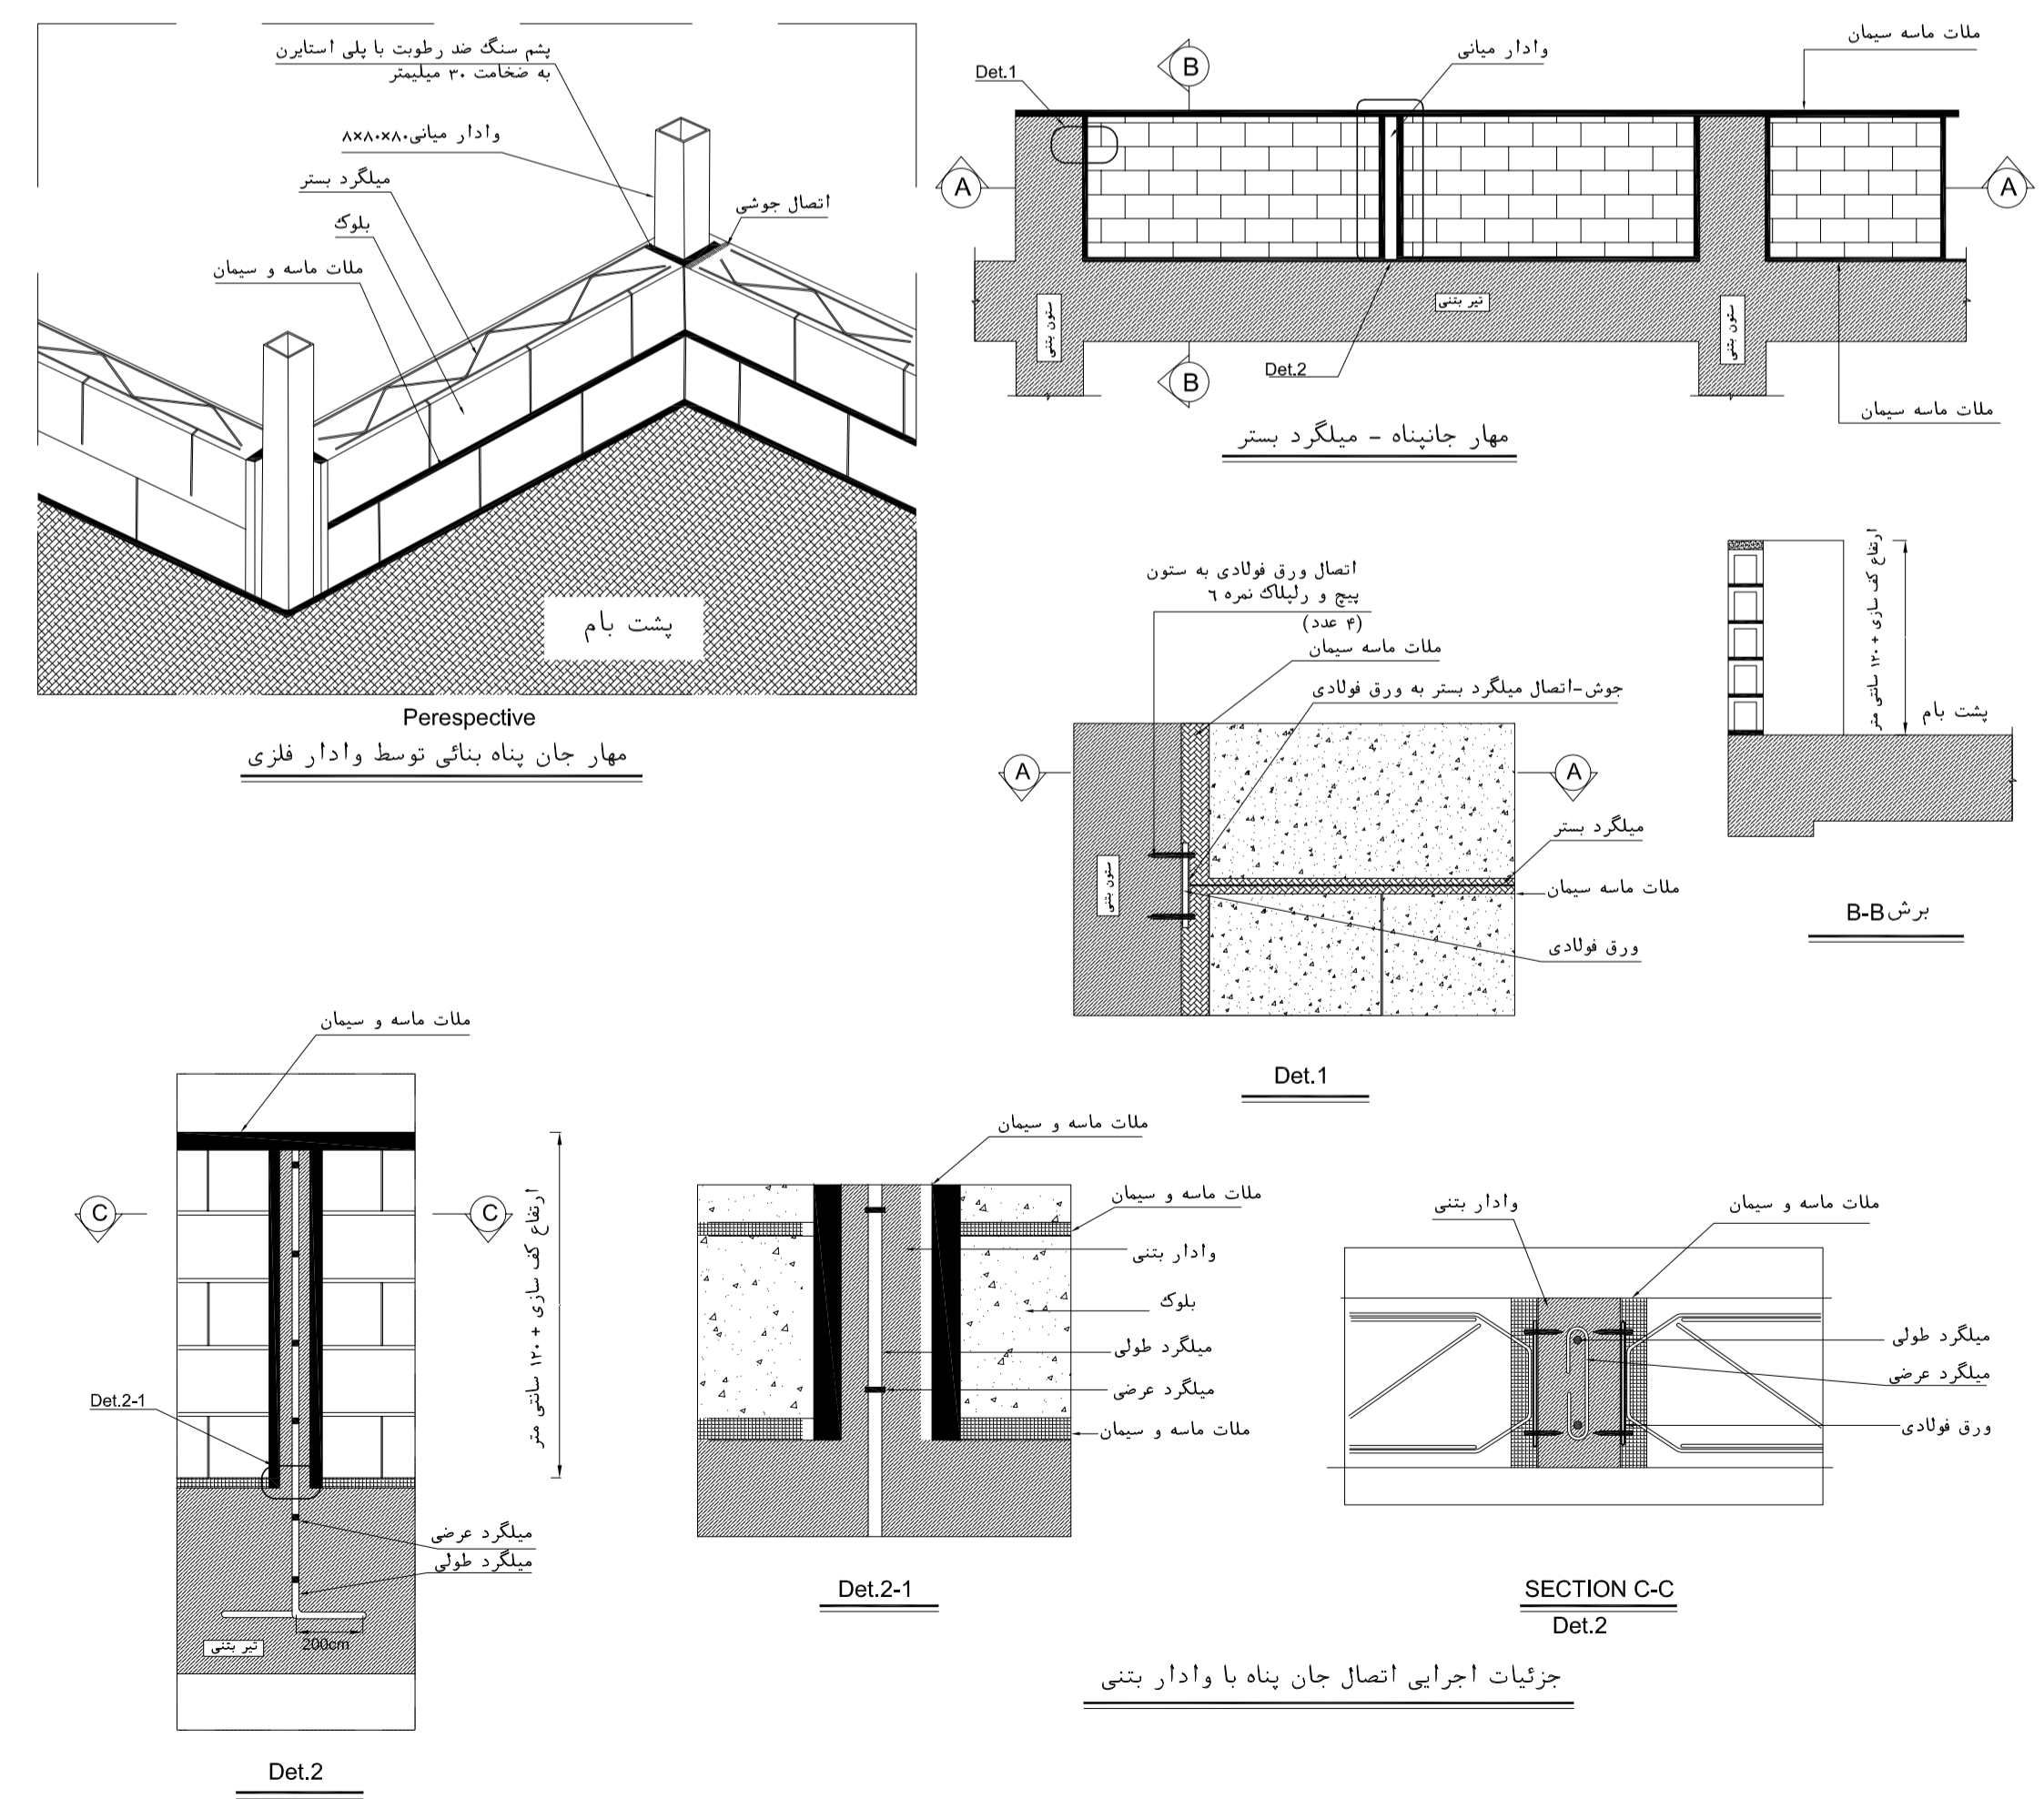 پشم سنگ ضد رطوبت با پلی استایرن
به ضخامت ۳۰ میلیمتر
وادار میانی۸×۸۰×۸۰
میلگرد بستر
اتصال جوشی
بلوک
ملات ماسه و سیمان
پشت بام
Perespective
مهار جان پناه بنائی توسط وادار فلزی
ملات ماسه سیمان
وادار میانی
Det.1
B
A
A
ستون بتنی
تیر بتنی
ستون بتنی
Det.2
B
ملات ماسه سیمان
مهار جانپناه - میلگرد بستر
اتصال ورق فولادی به ستون
پیچ و رلپلاک نمره ٦
(۴ عدد)
ملات ماسه سیمان
جوش-اتصال میلگرد بستر به ورق فولادی
A
A
ستون بتنی
میلگرد بستر
ملات ماسه سیمان
ورق فولادی
Det.1
ارتفاع کف سازی + ۱۲۰ سانتی متر
پشت بام
برش B-B
ملات ماسه و سیمان
C
C
ارتفاع کف سازی + ۱۲۰ سانتی متر
Det.2-1
میلگرد عرضی
میلگرد طولی
تیر بتنی
200cm
Det.2
ملات ماسه و سیمان
ملات ماسه و سیمان
وادار بتنی
بلوک
میلگرد طولی
میلگرد عرضی
ملات ماسه و سیمان
Det.2-1
وادار بتنی
ملات ماسه و سیمان
میلگرد طولی
میلگرد عرضی
ورق فولادی
SECTION C-C
Det.2
جزئیات اجرایی اتصال جان پناه با وادار بتنی